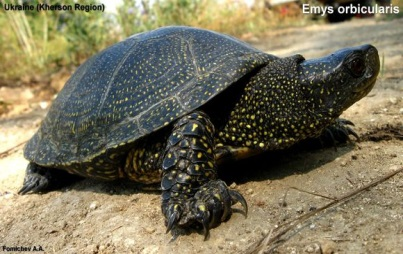 Ukraine (Kherson Region)
Emys orbicularis
Fomichev A.A.